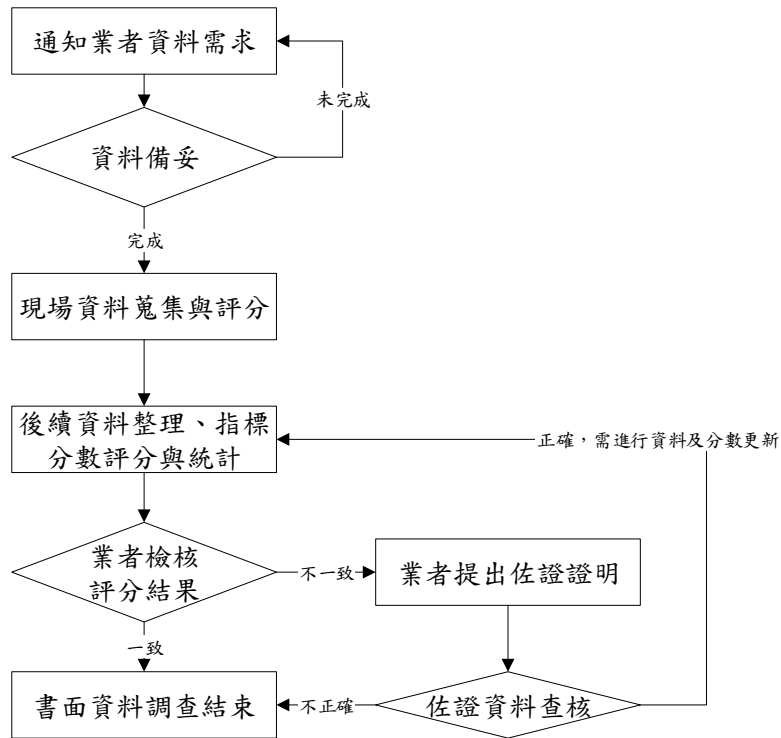 通知業者資料需求
未完成
資料備妥
完成
現場資料蒐集與評分
後續資料整理、指標
分數評分與統計
正確，需進行資料及分數更新
業者檢核
評分結果
不一致
業者提出佐證證明
一致
書面資料調查結束
不正確
佐證資料查核